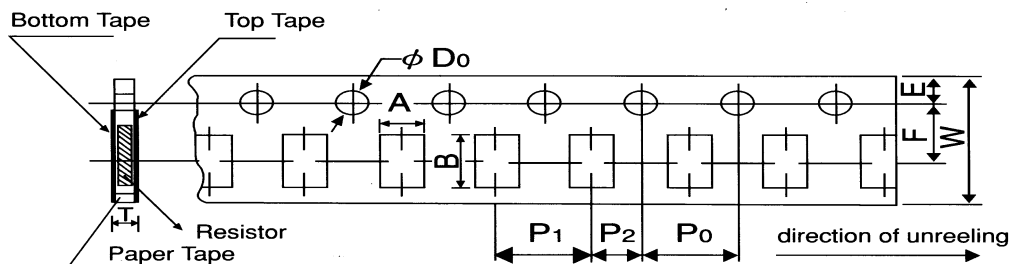 Bottom Tape
Top Tape
ϕ D₀
A
B
E
F
W
T
Resistor
Paper Tape
P₁
P₂
P₀
direction of unreeling